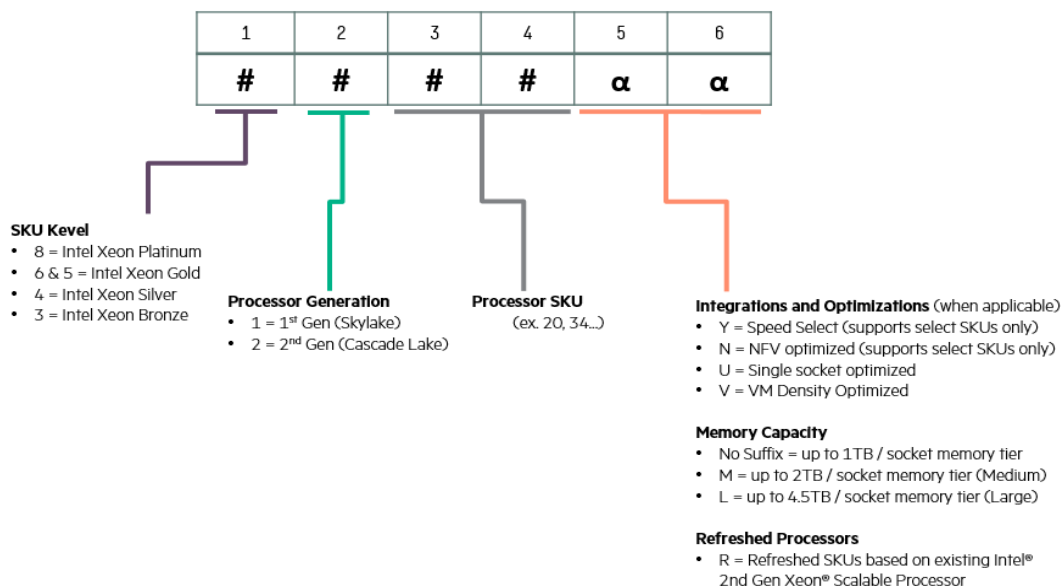 1 2 3 4 5 6
# # # # α α
SKU Kevel
• 8 = Intel Xeon Platinum
• 6 & 5 = Intel Xeon Gold
• 4 = Intel Xeon Silver
• 3 = Intel Xeon Bronze
Processor Generation
• 1 = 1st Gen (Skylake)
• 2 = 2nd Gen (Cascade Lake)
Processor SKU
(ex. 20, 34...)
Integrations and Optimizations (when applicable)
• Y = Speed Select (supports select SKUs only)
• N = NFV optimized (supports select SKUs only)
• U = Single socket optimized
• V = VM Density Optimized
Memory Capacity
• No Suffix = up to 1TB / socket memory tier
• M = up to 2TB / socket memory tier (Medium)
• L = up to 4.5TB / socket memory tier (Large)
Refreshed Processors
• R = Refreshed SKUs based on existing Intel®
2nd Gen Xeon® Scalable Processor